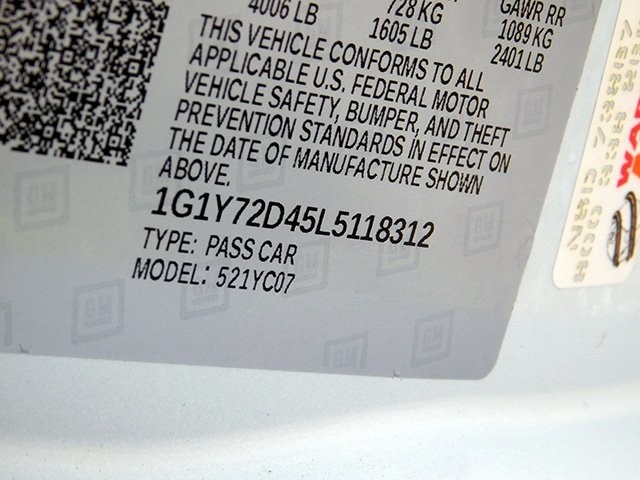 4006 LB 728 KG GAWR RR
1605 LB 1089 KG
2401 LB
THIS VEHICLE CONFORMS TO ALL
APPLICABLE U.S. FEDERAL MOTOR
VEHICLE SAFETY, BUMPER, AND THEFT
PREVENTION STANDARDS IN EFFECT ON
THE DATE OF MANUFACTURE SHOWN
ABOVE.
1G1Y72D45L5118312
TYPE: PASS CAR
MODEL: 521YC07
GM